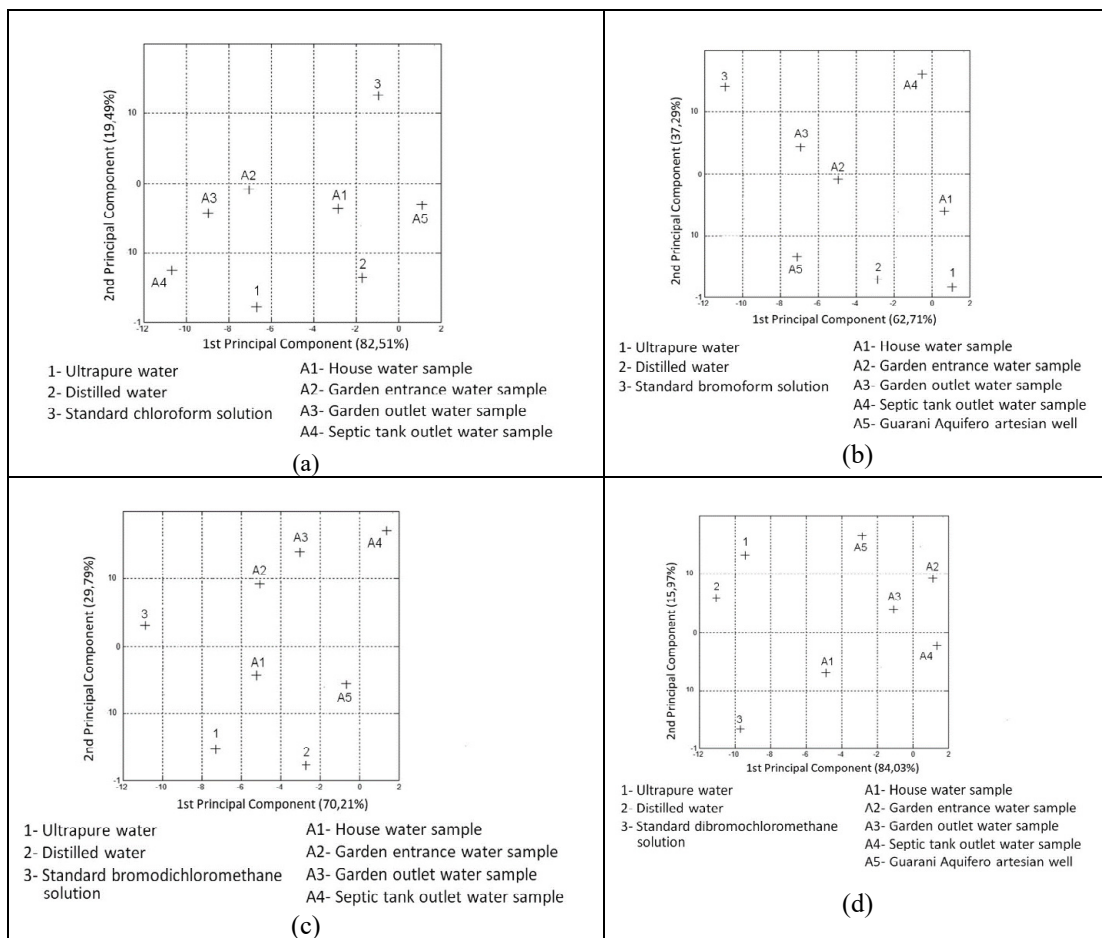 2nd Principal Component (19,49%)
3
10
A2
0
A3
A1
A5
10
A4
1
2
-1
-12 -10 -8 -6 -4 -2 0 2
1st Principal Component (82,51%)
1- Ultrapure water
2- Distilled water
3- Standard chloroform solution
A1- House water sample
A2- Garden entrance water sample
A3- Garden outlet water sample
A4- Septic tank outlet water sample
(a)
2nd Principal Component (37,29%)
3
A4
10
A3
A2
0
A1
10
A5
2
1
-1
-12 -10 -8 -6 -4 -2 0 2
1st Principal Component (62,71%)
1- Ultrapure water
2- Distilled water
3- Standard bromoform solution
A1- House water sample
A2- Garden entrance water sample
A3- Garden outlet water sample
A4- Septic tank outlet water sample
A5- Guarani Aquifero artesian well
(b)
2nd Principal Component (29,79%)
A3
A4
10
A2
3
0
A1
A5
10
1
2
-1
-12 -10 -8 -6 -4 -2 0 2
1st Principal Component (70,21%)
1- Ultrapure water
2- Distilled water
3- Standard bromodichloromethane
solution
A1- House water sample
A2- Garden entrance water sample
A3- Garden outlet water sample
A4- Septic tank outlet water sample
(c)
2nd Principal Component (15,97%)
1
A5
10
A2
2
A3
0
A4
A1
10
3
-1
-12 -10 -8 -6 -4 -2 0 2
1st Principal Component (84,03%)
1- Ultrapure water
2- Distilled water
3- Standard dibromochloromethane
solution
A1- House water sample
A2- Garden entrance water sample
A3- Garden outlet water sample
A4- Septic tank outlet water sample
A5- Guarani Aquifero artesian well
(d)